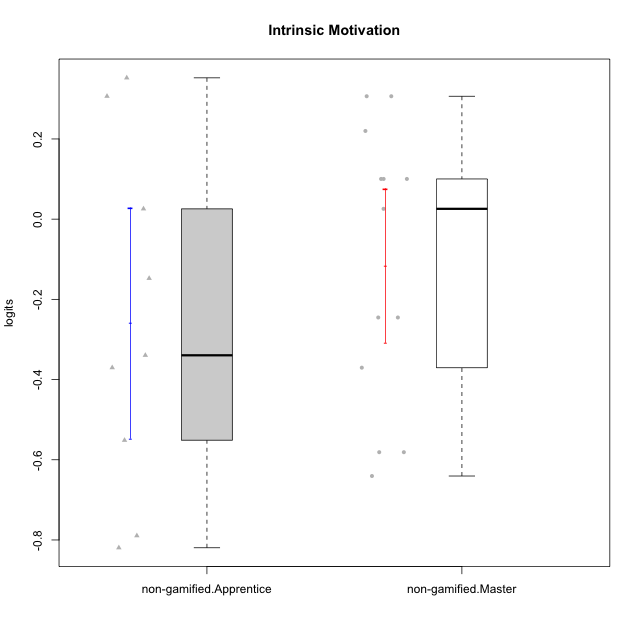 Intrinsic Motivation
logits
0.2
0.0
-0.2
-0.4
-0.6
-0.8
non-gamified.Apprentice
non-gamified.Master